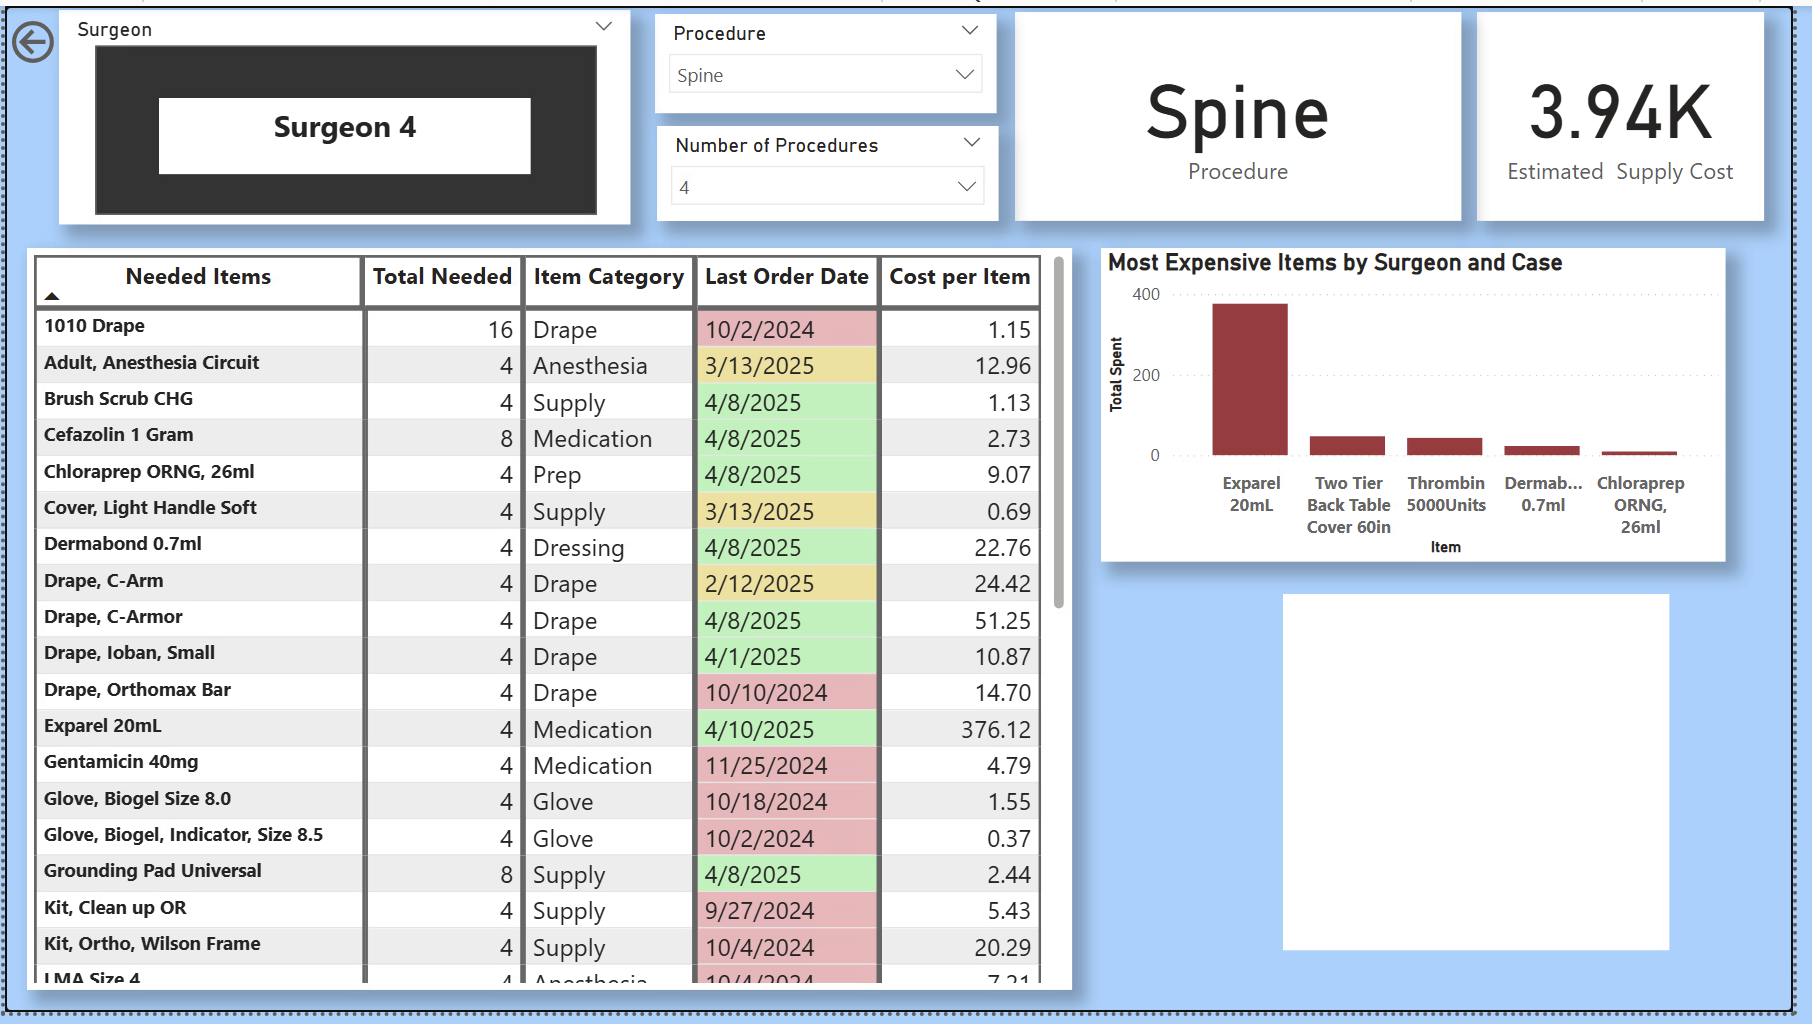 Surgeon
Surgeon 4
Procedure
Spine
Number of Procedures
4
Spine
Procedure
3.94K
Estimated Supply Cost
Needed Items Total Needed Item Category Last Order Date Cost per Item
1010 Drape 16 Drape 10/2/2024 1.15
Adult, Anesthesia Circuit 4 Anesthesia 3/13/2025 12.96
Brush Scrub CHG 4 Supply 4/8/2025 1.13
Cefazolin 1 Gram 8 Medication 4/8/2025 2.73
Chloraprep ORNG, 26ml 4 Prep 4/8/2025 9.07
Cover, Light Handle Soft 4 Supply 3/13/2025 0.69
Dermabond 0.7ml 4 Dressing 4/8/2025 22.76
Drape, C-Arm 4 Drape 2/12/2025 24.42
Drape, C-Armor 4 Drape 4/8/2025 51.25
Drape, Ioban, Small 4 Drape 4/1/2025 10.87
Drape, Orthomax Bar 4 Drape 10/10/2024 14.70
Exparel 20mL 4 Medication 4/10/2025 376.12
Gentamicin 40mg 4 Medication 11/25/2024 4.79
Glove, Biogel Size 8.0 4 Glove 10/18/2024 1.55
Glove, Biogel, Indicator, Size 8.5 4 Glove 10/2/2024 0.37
Grounding Pad Universal 8 Supply 4/8/2025 2.44
Kit, Clean up OR 4 Supply 9/27/2024 5.43
Kit, Ortho, Wilson Frame 4 Supply 10/4/2024 20.29
LMA Size 4 4 Anesthesia 10/4/2024 7.21
Most Expensive Items by Surgeon and Case
Total Spent
400
200
0
Exparel
20mL
Two Tier
Back Table
Cover 60in
Thrombin
5000Units
Dermab...
0.7ml
Chloraprep
ORNG,
26ml
Item